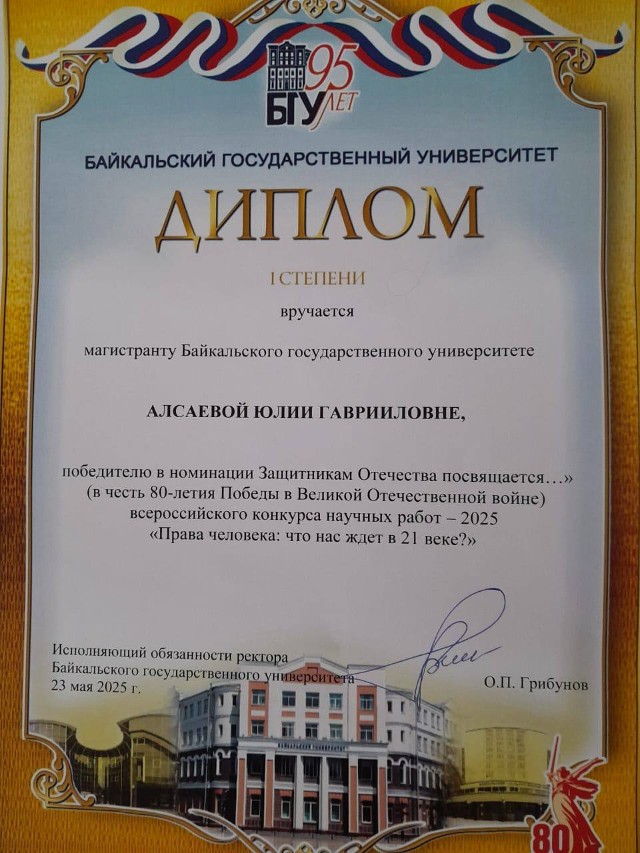 95
БГУ ЛЕТ
БАЙКАЛЬСКИЙ ГОСУДАРСТВЕННЫЙ УНИВЕРСИТЕТ
ДИПЛОМ
I СТЕПЕНИ
вручается
магистранту Байкальского государственного университете
АЛСАЕВОЙ ЮЛИИ ГАВРИИЛОВНЕ,
победителю в номинации Защитникам Отечества посвящается…»
(в честь 80-летия Победы в Великой Отечественной войне)
всероссийского конкурса научных работ – 2025
«Права человека: что нас ждет в 21 веке?»
Исполняющий обязанности ректора
Байкальского государственного университета
23 мая 2025 г.
О.П. Грибунов
БАЙКАЛЬСКИЙ УНИВЕРСИТЕТ
80